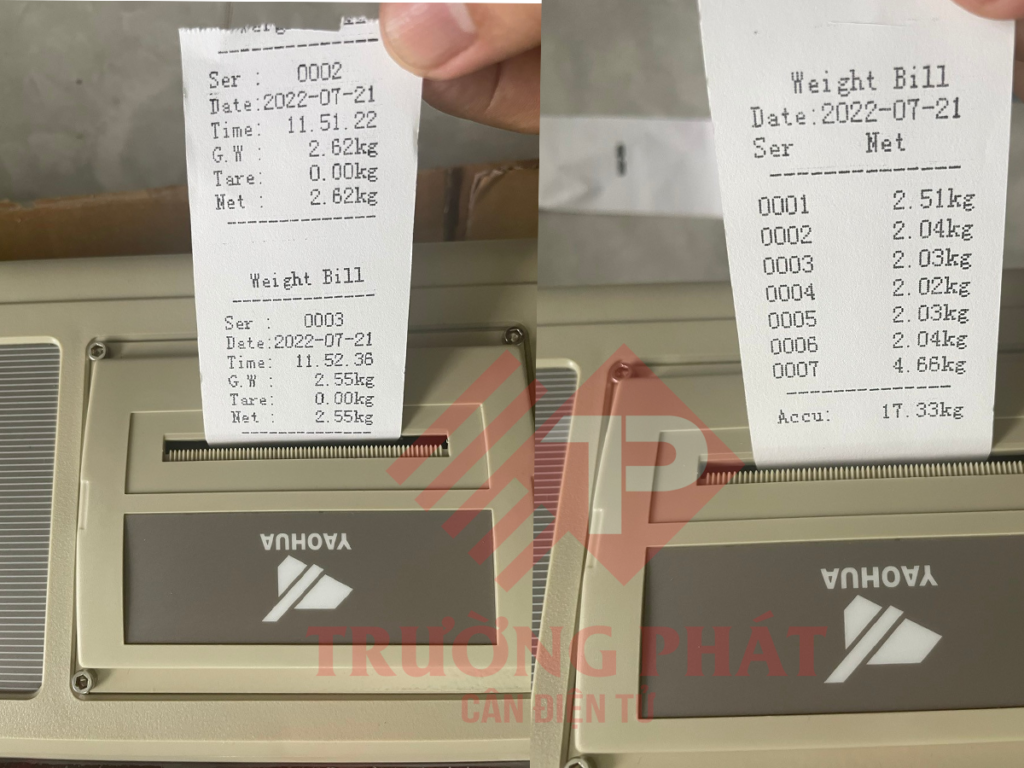 Ser : 0002
Date:2022-07-21
Time: 11.51.22
G.W : 2.62kg
Tare: 0.00kg
Net : 2.62kg
Weight Bill
Ser : 0003
Date:2022-07-21
Time: 11.52.36
G.W : 2.55kg
Tare: 0.00kg
Net : 2.55kg
YAOHUA
Weight Bill
Date:2022-07-21
Ser Net
0001 2.51kg
0002 2.04kg
0003 2.03kg
0004 2.02kg
0005 2.03kg
0006 2.04kg
0007 4.66kg
Accu: 17.33kg
YAOHUA
TP
TRƯỜNG PHÁT
CÂN ĐIỆN TỬ